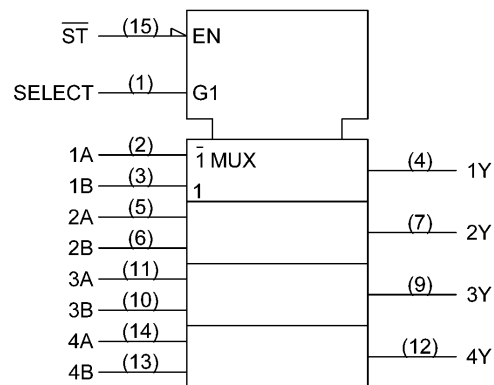 S̅T̅ (15) EN
SELECT (1) G1
1A (2) 1̅ MUX (4) 1Y
1B (3) 1
2A (5) (7) 2Y
2B (6)
3A (11) (9) 3Y
3B (10)
4A (14) (12) 4Y
4B (13)